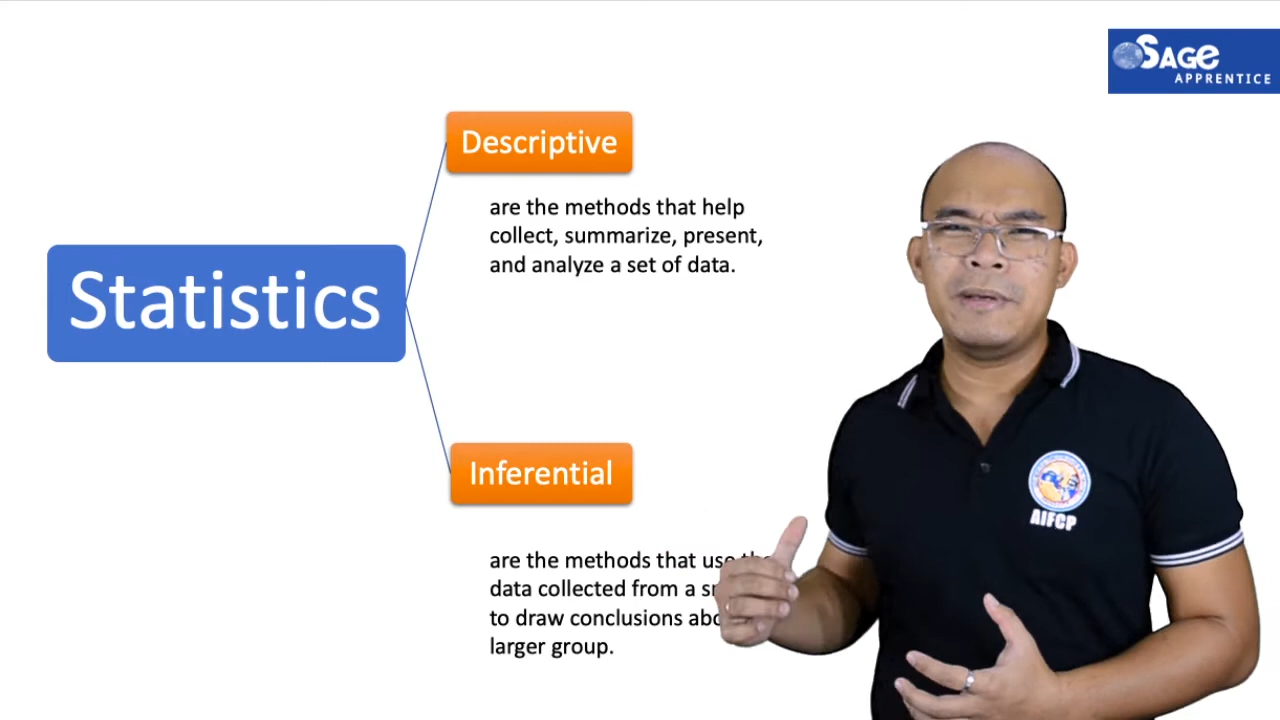 SAGE
APPRENTICE
Descriptive
are the methods that help
collect, summarize, present,
and analyze a set of data.
Statistics
Inferential
are the methods that use the
data collected from a
to draw conclusions
larger group.
AIFCP